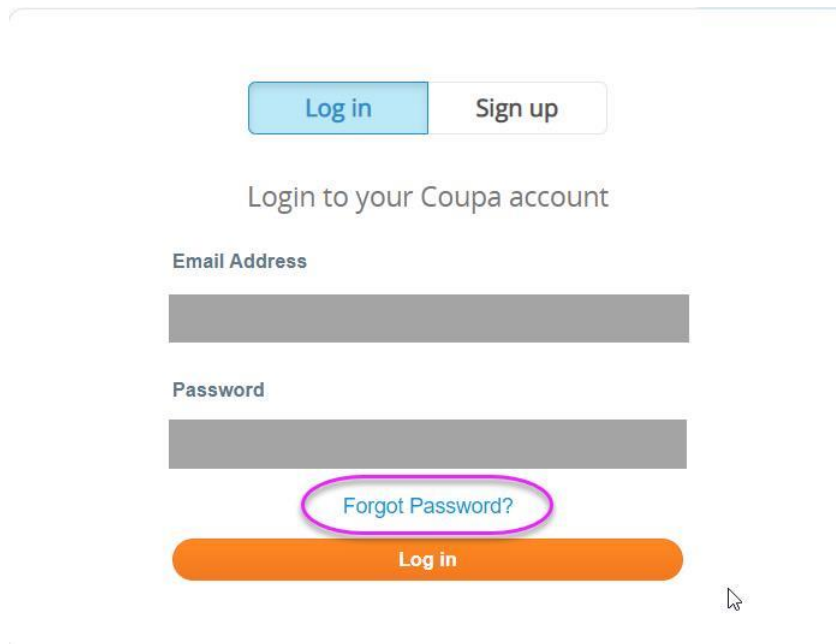 Log in Sign up
Login to your Coupa account
Email Address
Password
Forgot Password?
Log in